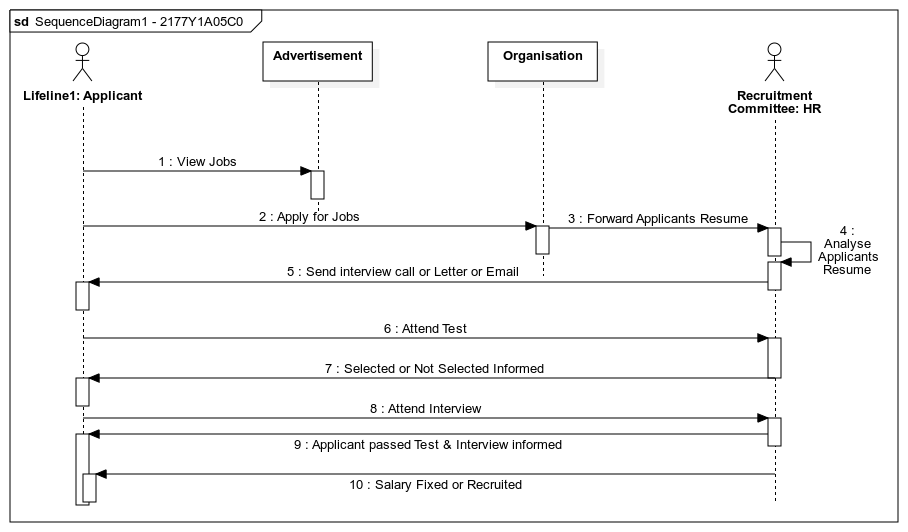 sd SequenceDiagram1 - 2177Y1A05C0
Advertisement
Organisation
Lifeline1: Applicant
Recruitment
Committee: HR
1 : View Jobs
2 : Apply for Jobs
3 : Forward Applicants Resume
4 :
Analyse
Applicants
Resume
5 : Send interview call or Letter or Email
6 : Attend Test
7 : Selected or Not Selected Informed
8 : Attend Interview
9 : Applicant passed Test & Interview informed
10 : Salary Fixed or Recruited